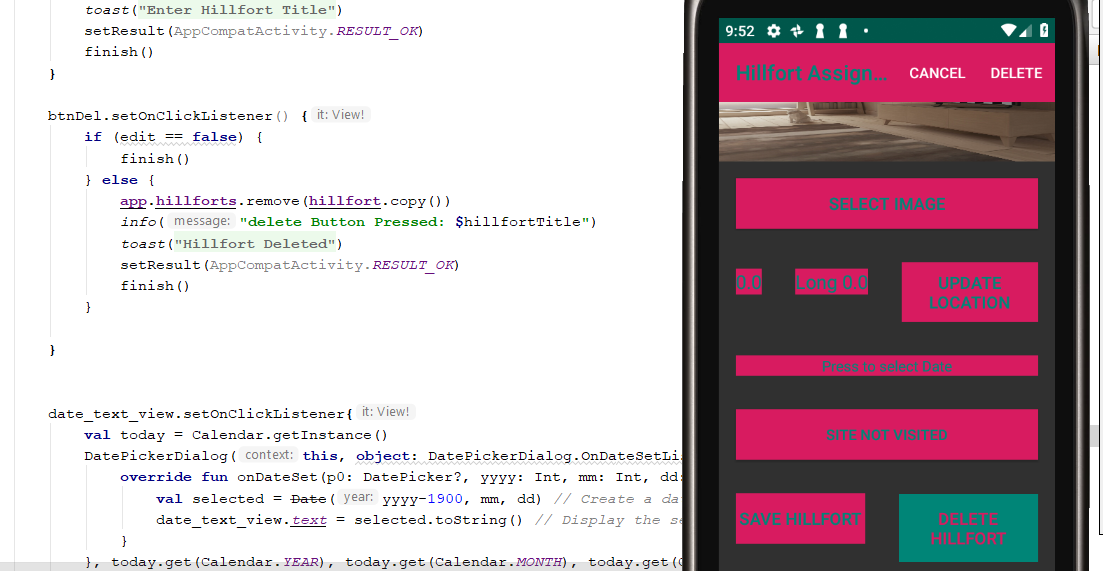 toast("Enter Hillfort Title")
setResult(AppCompatActivity.RESULT_OK)
finish()
}
btnDel.setOnClickListener() { it: View!
if (edit == false) {
finish()
} else {
app.hillforts.remove(hillfort.copy())
info( message: "delete Button Pressed: $hillfortTitle")
toast("Hillfort Deleted")
setResult(AppCompatActivity.RESULT_OK)
finish()
}
}
date_text_view.setOnClickListener{ it: View!
val today = Calendar.getInstance()
DatePickerDialog( context: this, object: DatePickerDialog.OnDateSetLi
override fun onDateSet(p0: DatePicker?, yyyy: Int, mm: Int, dd:
val selected = Date( year: yyyy-1900, mm, dd) // Create a da
date_text_view.text = selected.toString() // Display the se
}
}, today.get(Calendar.YEAR), today.get(Calendar.MONTH), today.get(C
9:52
Hillfort Assign... CANCEL DELETE
SELECT IMAGE
0.0 Long 0.0 UPDATE
LOCATION
Press to select Date
SITE NOT VISITED
SAVE HILLFORT DELETE
HILLFORT